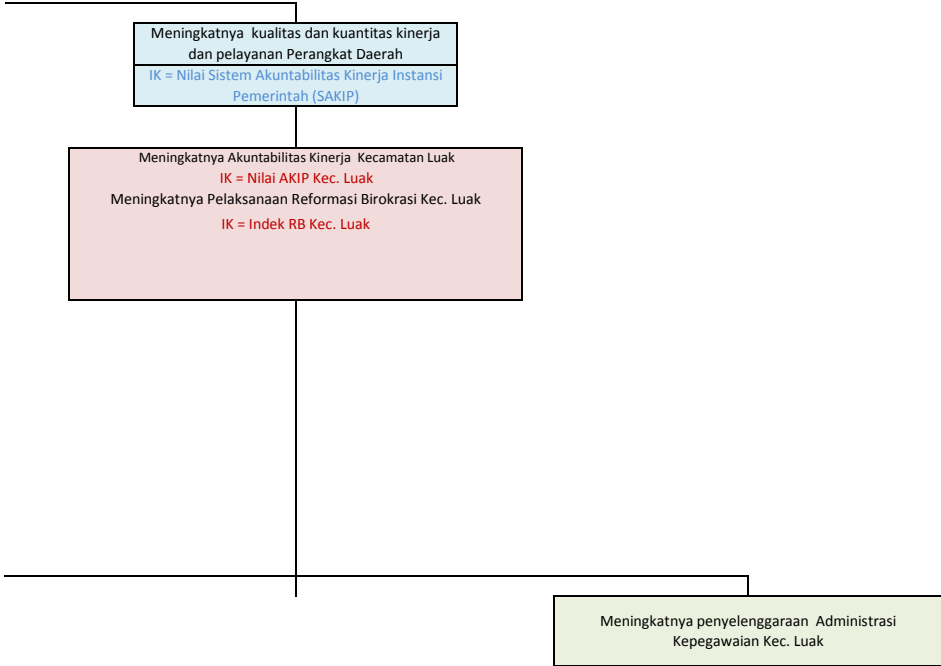 Meningkatnya kualitas dan kuantitas kinerja
dan pelayanan Perangkat Daerah
IK = Nilai Sistem Akuntabilitas Kinerja Instansi
Pemerintah (SAKIP)
Meningkatnya Akuntabilitas Kinerja Kecamatan Luak
IK = Nilai AKIP Kec. Luak
Meningkatnya Pelaksanaan Reformasi Birokrasi Kec. Luak
IK = Indek RB Kec. Luak
Meningkatnya penyelenggaraan Administrasi
Kepegawaian Kec. Luak